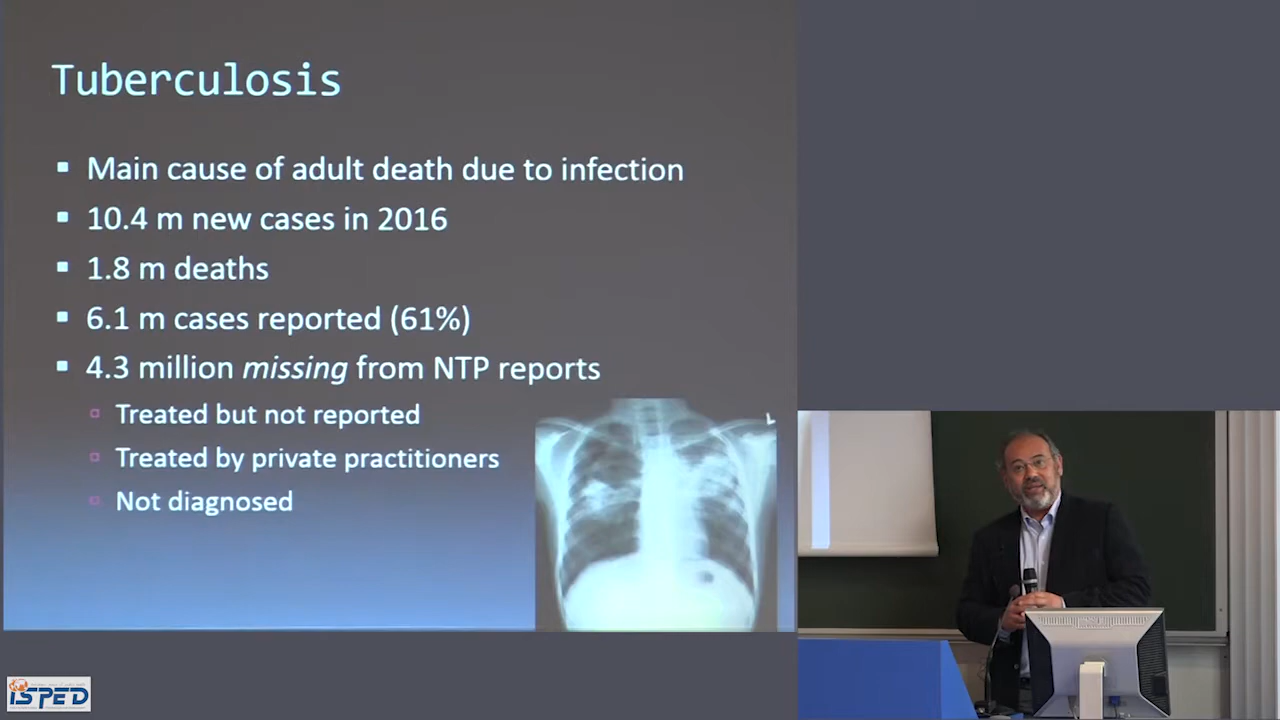 Tuberculosis
Main cause of adult death due to infection
10.4 m new cases in 2016
1.8 m deaths
6.1 m cases reported (61%)
4.3 million missing from NTP reports
Treated but not reported
Treated by private practitioners
Not diagnosed
L
ISPED